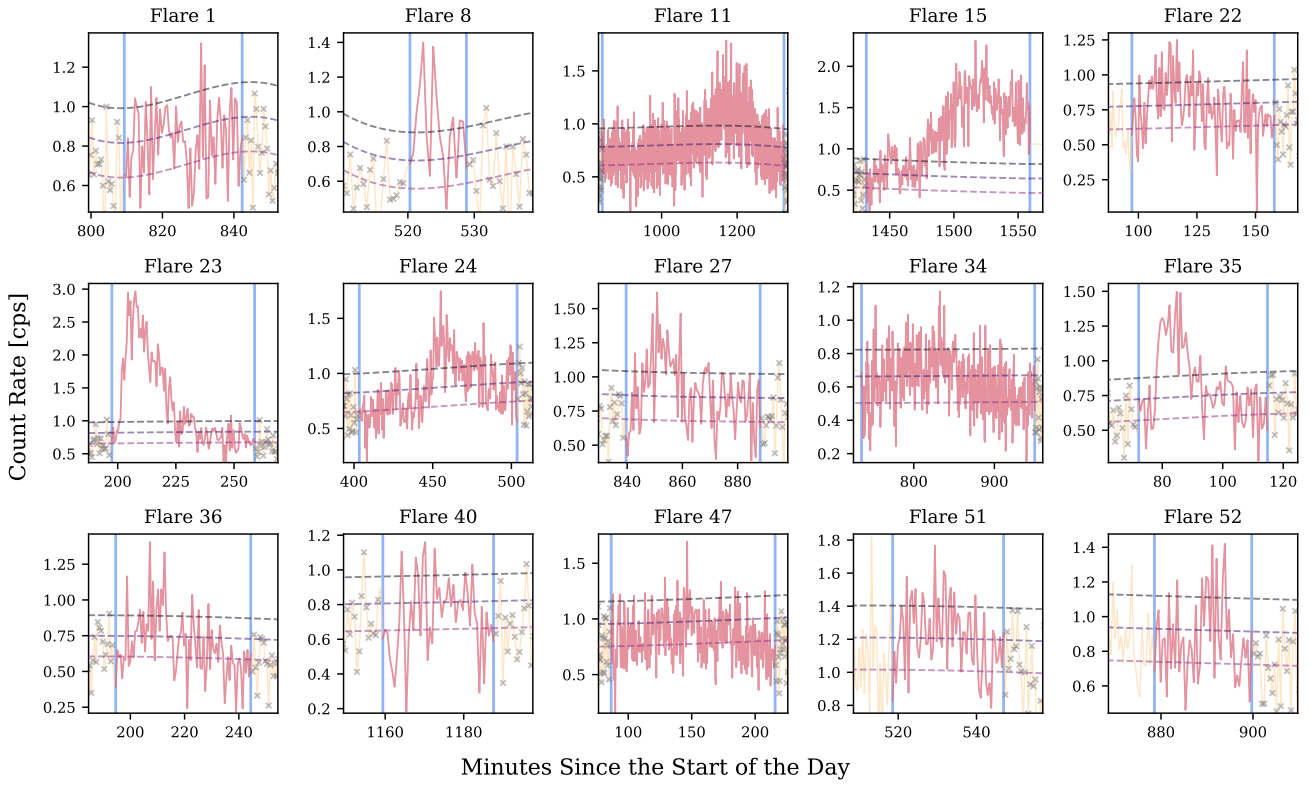 Flare 1 Flare 8 Flare 11 Flare 15 Flare 22
1.2 1.0 0.8 0.6 1.4 1.2 1.0 0.8 0.6 1.5 1.0 0.5 2.0 1.5 1.0 0.5 1.25 1.00 0.75 0.50 0.25
800 820 840 520 530 1000 1200 1450 1500 1550 100 125 150
Flare 23 Flare 24 Flare 27 Flare 34 Flare 35
3.0 2.5 2.0 1.5 1.0 0.5 1.5 1.0 0.5 1.50 1.25 1.00 0.75 0.50 1.2 1.0 0.8 0.6 0.4 0.2 1.50 1.25 1.00 0.75 0.50
200 225 250 400 450 500 840 860 880 800 900 80 100 120
Flare 36 Flare 40 Flare 47 Flare 51 Flare 52
1.25 1.00 0.75 0.50 0.25 1.2 1.0 0.8 0.6 0.4 0.2 1.5 1.0 0.5 1.8 1.6 1.4 1.2 1.0 0.8 1.4 1.2 1.0 0.8 0.6
200 220 240 1160 1180 100 150 200 520 540 880 900
Count Rate [cps]
Minutes Since the Start of the Day